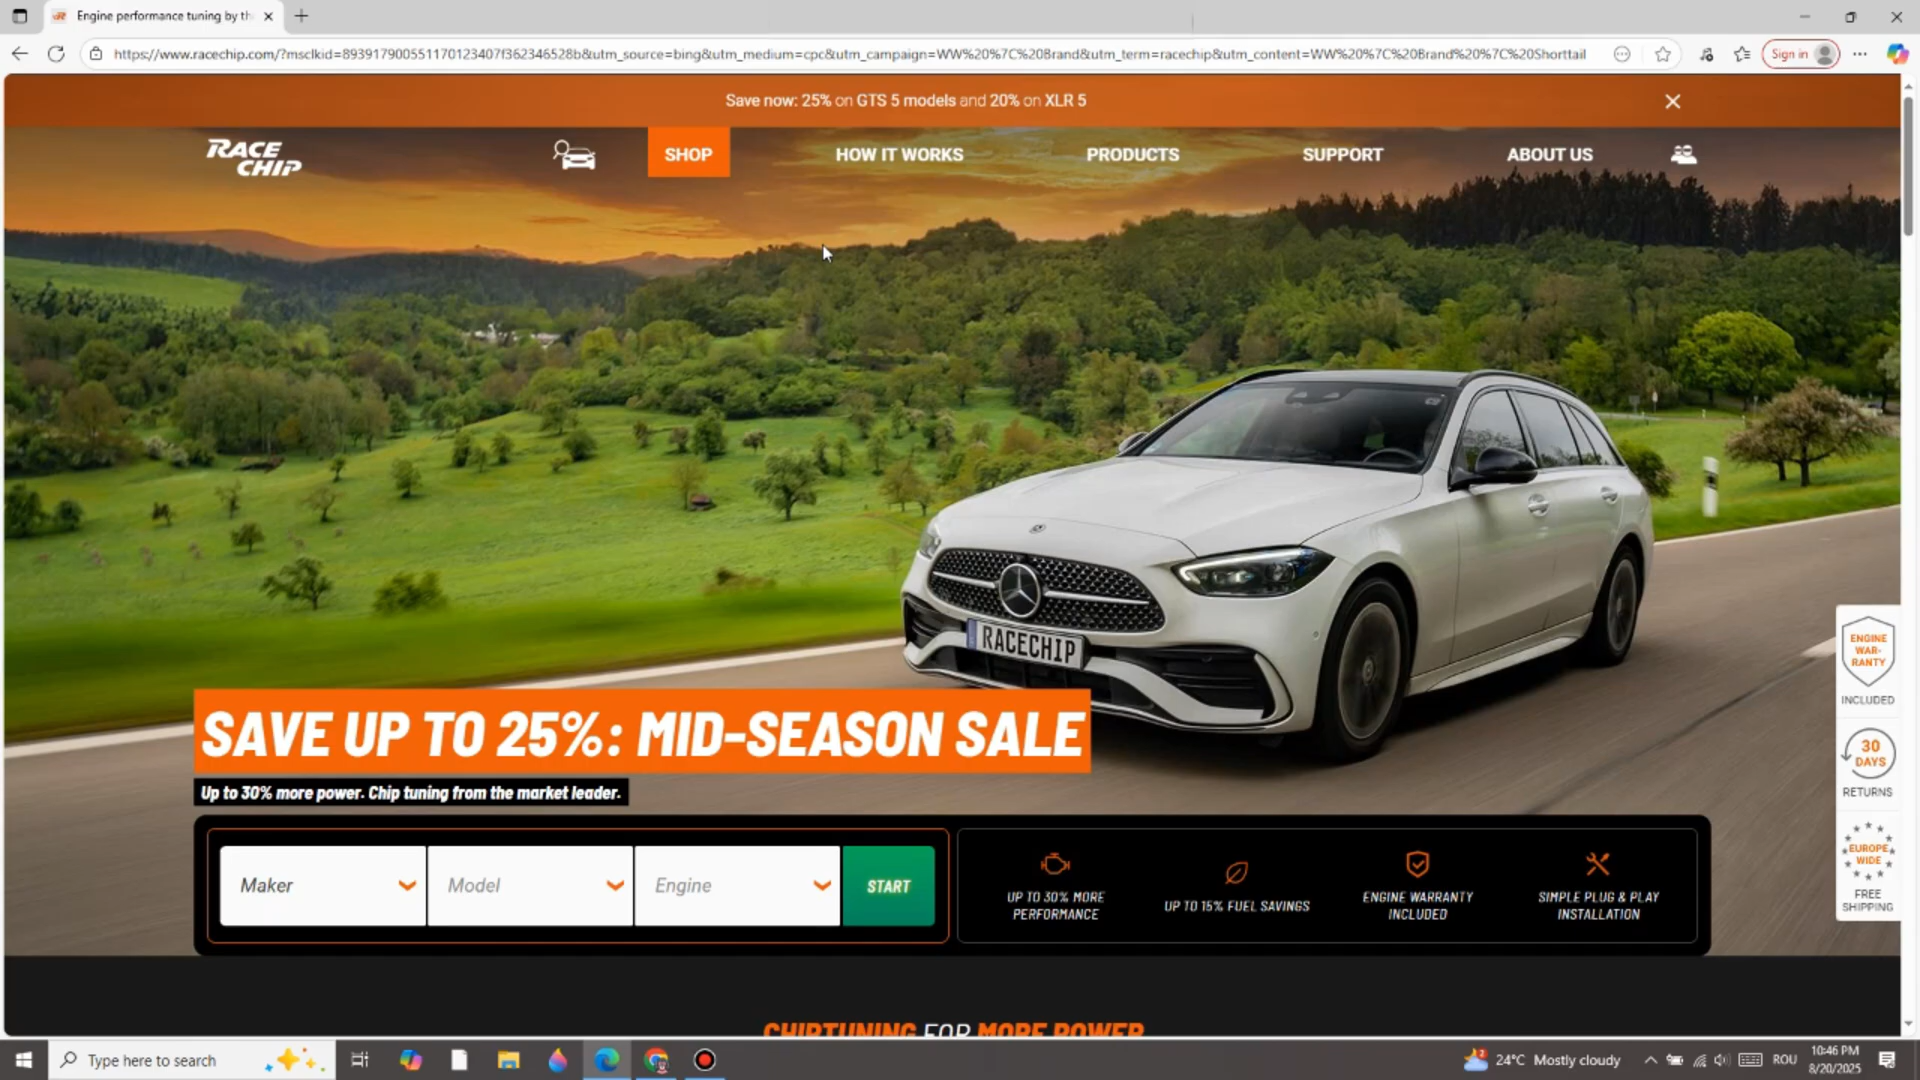 Engine performance tuning by th
https://www.racechip.com/?msclkid=893917900551170123407f362346528b&utm_source=bing&utm_medium=cpc&utm_campaign=WW%20%7C%20Brand&utm_term=racechip&utm_content=WW%20%7C%20Brand%20%7C%20Shorttail
Sign in
Save now: 25% on GTS 5 models and 20% on XLR 5
RACE
CHIP
SHOP
HOW IT WORKS
PRODUCTS
SUPPORT
ABOUT US
RACECHIP
ENGINE
WAR-
RANTY
INCLUDED
30
DAYS
RETURNS
EUROPE
WIDE
FREE
SHIPPING
SAVE UP TO 25%: MID-SEASON SALE
Up to 30% more power. Chip tuning from the market leader.
Maker
Model
Engine
START
UP TO 30% MORE
PERFORMANCE
UP TO 15% FUEL SAVINGS
ENGINE WARRANTY
INCLUDED
SIMPLE PLUG & PLAY
INSTALLATION
CHIPTUNING FOR MORE POWER
Type here to search
24°C Mostly cloudy
ROU
10:46 PM
8/20/2025